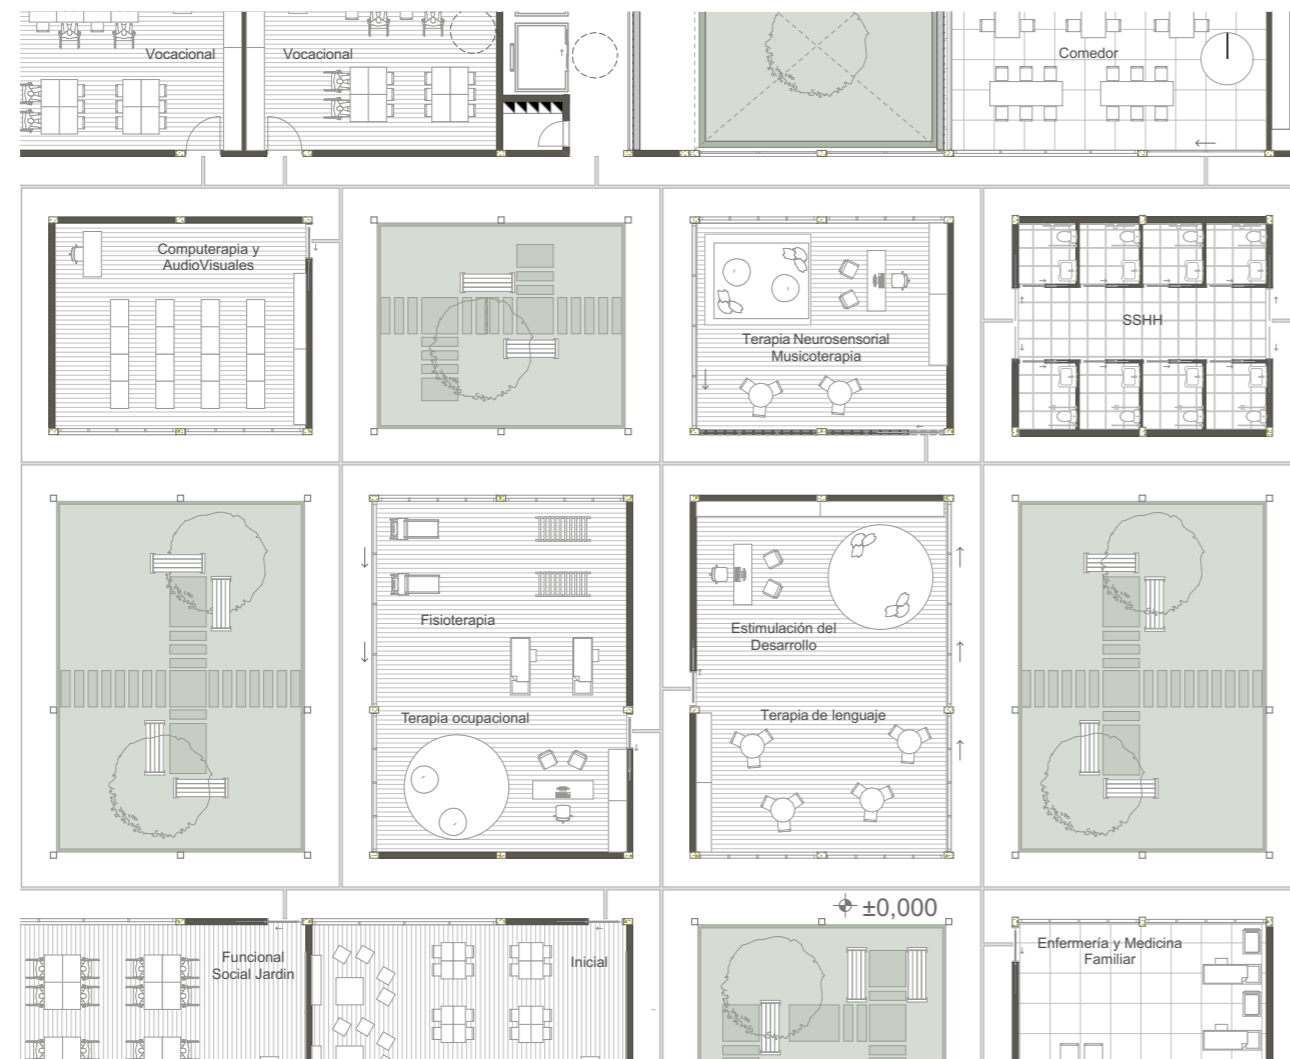 Vocacional
Vocacional
Comedor
Computerapia y
AudioVisuales
Terapia Neurosensorial
Musicoterapia
SSHH
Fisioterapia
Estimulación del
Desarrollo
Terapia ocupacional
Terapia de lenguaje
±0,000
Funcional
Social Jardin
Inicial
Enfermería y Medicina
Familiar